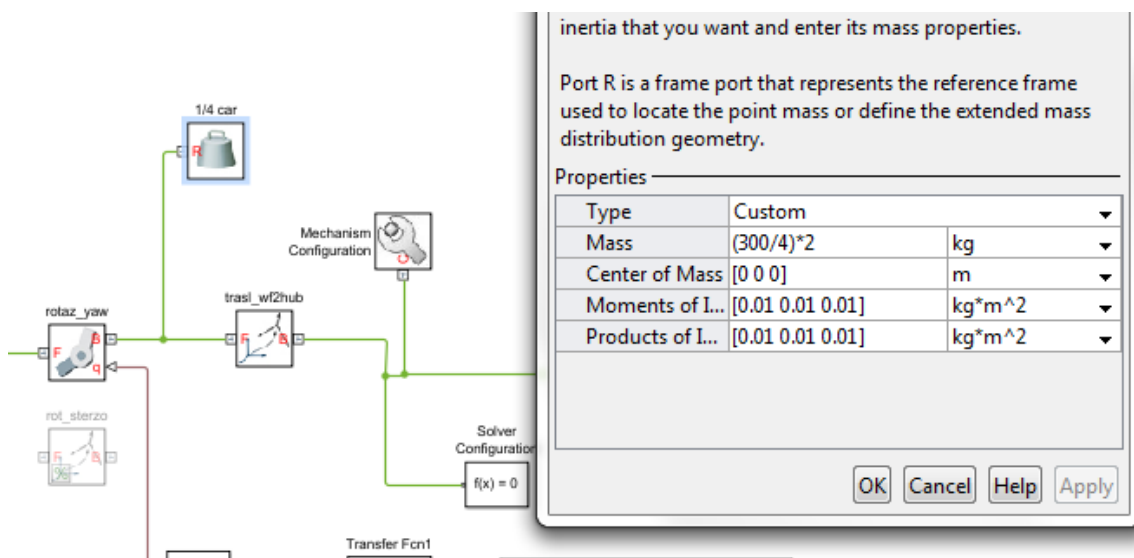 inertia that you want and enter its mass properties.
Port R is a frame port that represents the reference frame
used to locate the point mass or define the extended mass
distribution geometry.
Properties
Type Custom
Mass (300/4)*2 kg
Center of Mass [0 0 0] m
Moments of I... [0.01 0.01 0.01] kg*m^2
Products of I... [0.01 0.01 0.01] kg*m^2
OK Cancel Help Apply
1/4 car
R
Mechanism
Configuration
trasl_wf2hub
F B
rotaz_yaw
F B
q
rot_sterzo
F B
%
Solver
Configuration
f(x) = 0
Transfer Fcn1